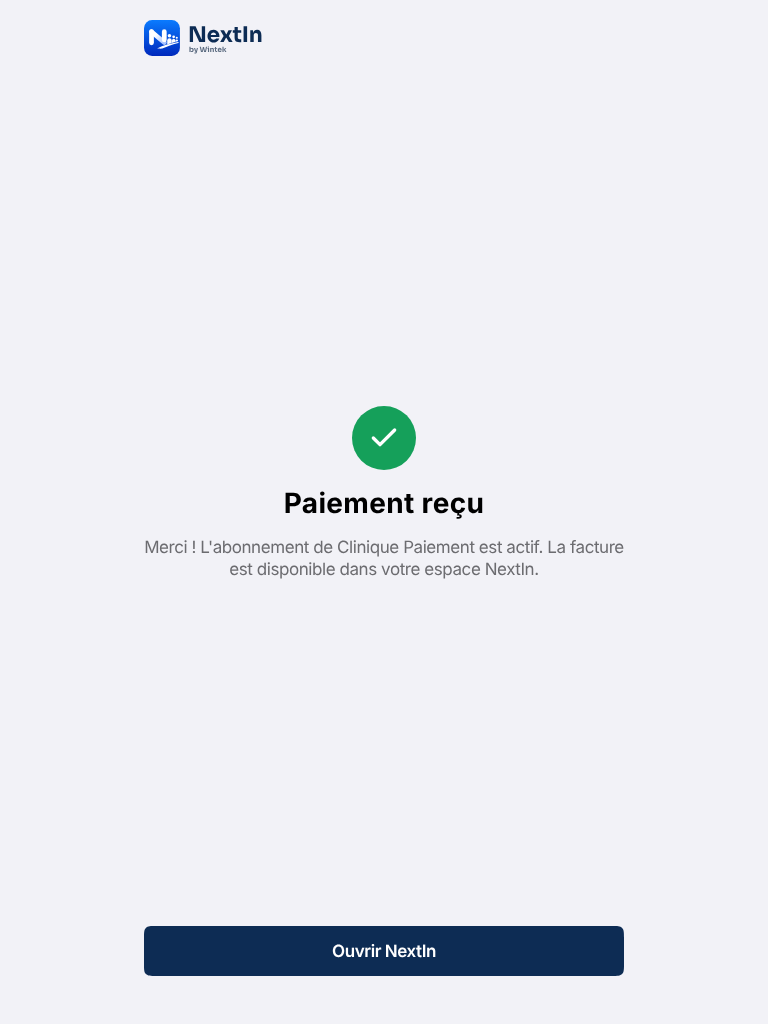 NextIn
by Wintek
Paiement reçu
Merci ! L'abonnement de Clinique Paiement est actif. La facture
est disponible dans votre espace NextIn.
Ouvrir NextIn